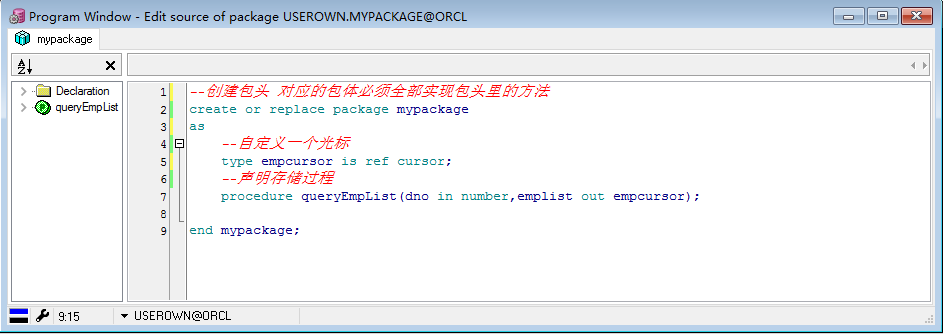 Program Window - Edit source of package USEROWN.MYPACKAGE@ORCL
mypackage
Declaration
queryEmpList
1 --创建包头 对应的包体必须全部实现包头里的方法
2 create or replace package mypackage
3 as
4 --自定义一个光标
5 type empcursor is ref cursor;
6 --声明存储过程
7 procedure queryEmpList(dno in number,emplist out empcursor);
8
9 end mypackage;
9:15 USEROWN@ORCL